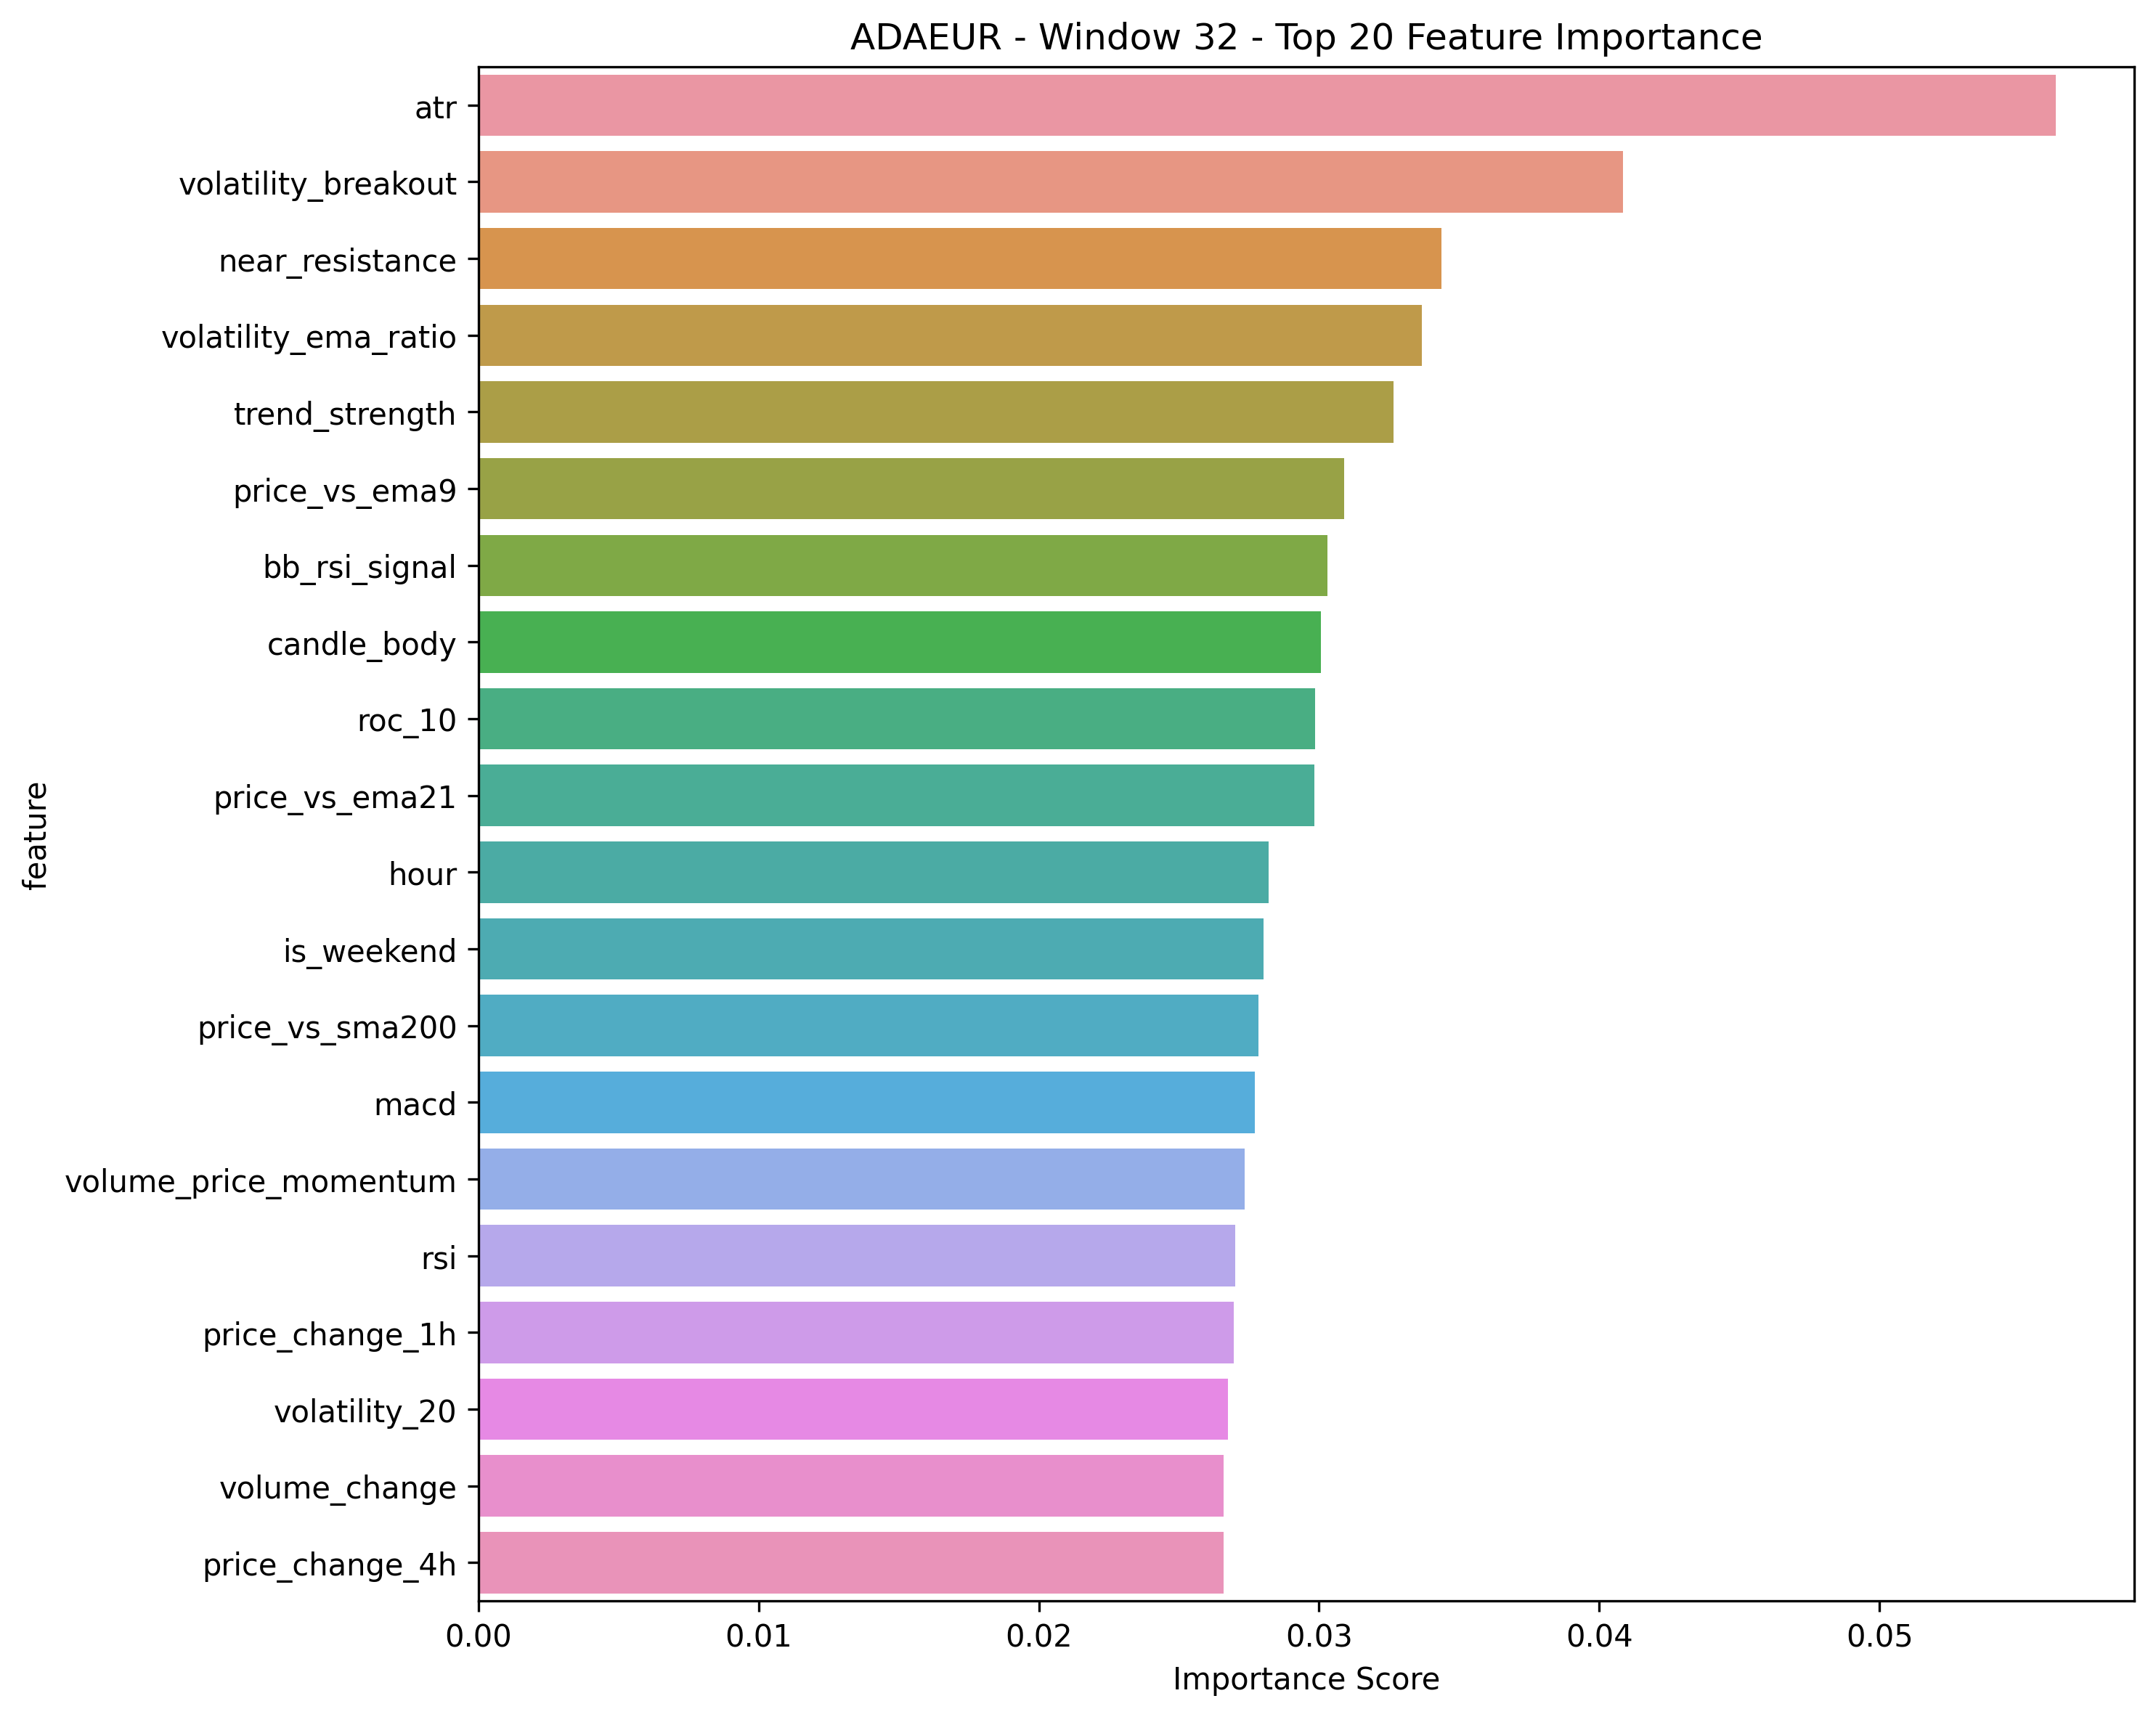 ADAEUR - Window 32 - Top 20 Feature Importance
atr
volatility_breakout
near_resistance
volatility_ema_ratio
trend_strength
price_vs_ema9
bb_rsi_signal
candle_body
roc_10
price_vs_ema21
hour
is_weekend
price_vs_sma200
macd
volume_price_momentum
rsi
price_change_1h
volatility_20
volume_change
price_change_4h
feature
0.00 0.01 0.02 0.03 0.04 0.05
Importance Score